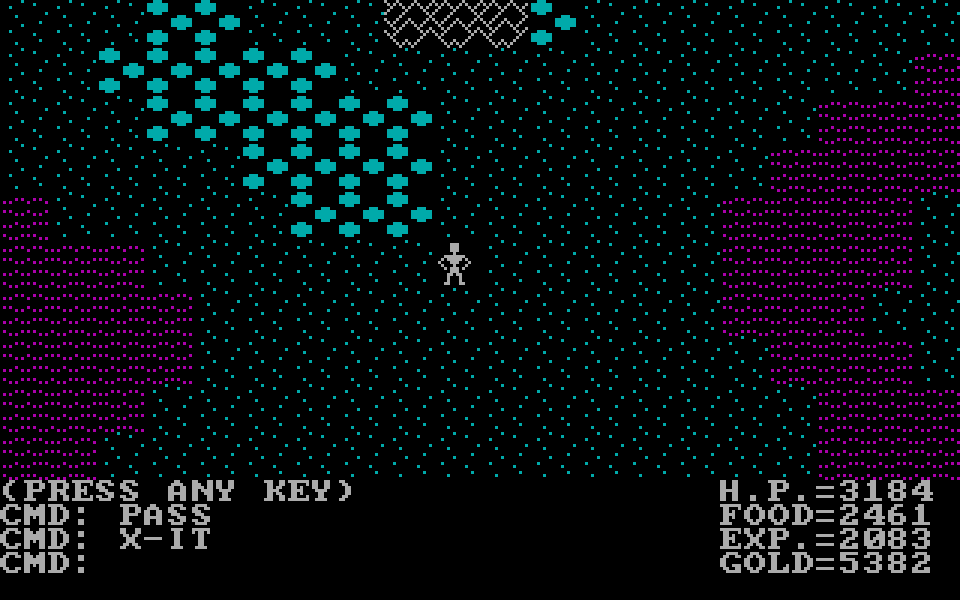 (PRESS ANY KEY)
CMD: PASS
CMD: X-IT
CMD:
H.P.=3184
FOOD=2461
EXP.=2083
GOLD=5382